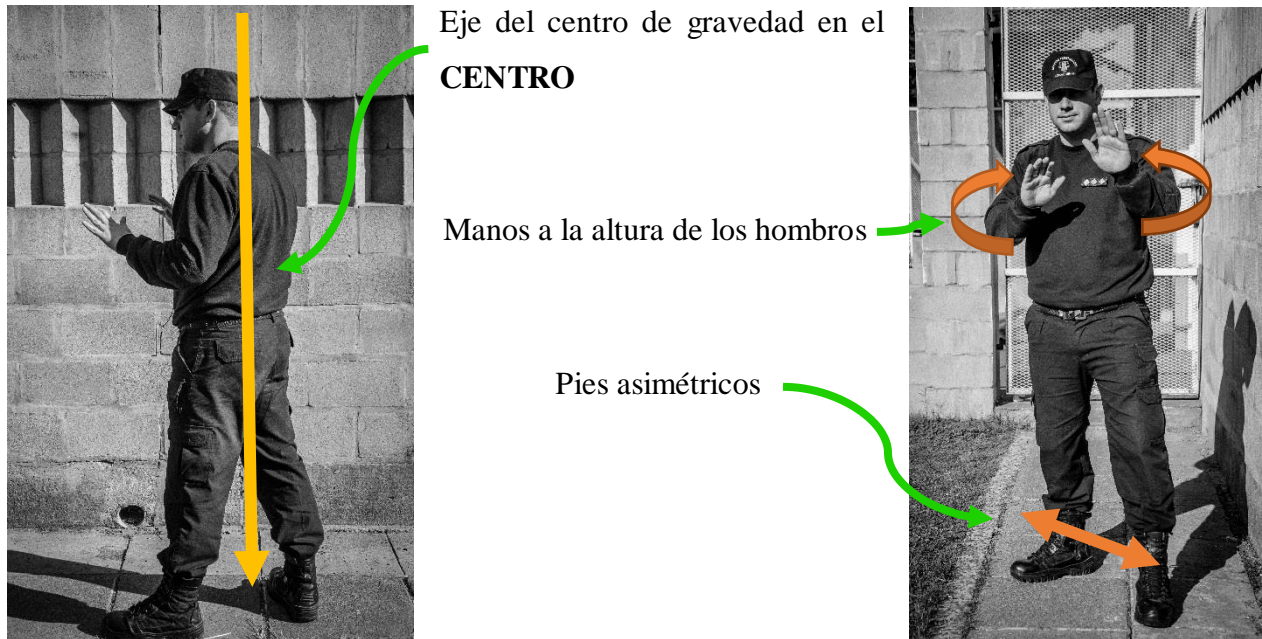 Eje del centro de gravedad en el
CENTRO
Manos a la altura de los hombros
Pies asimétricos